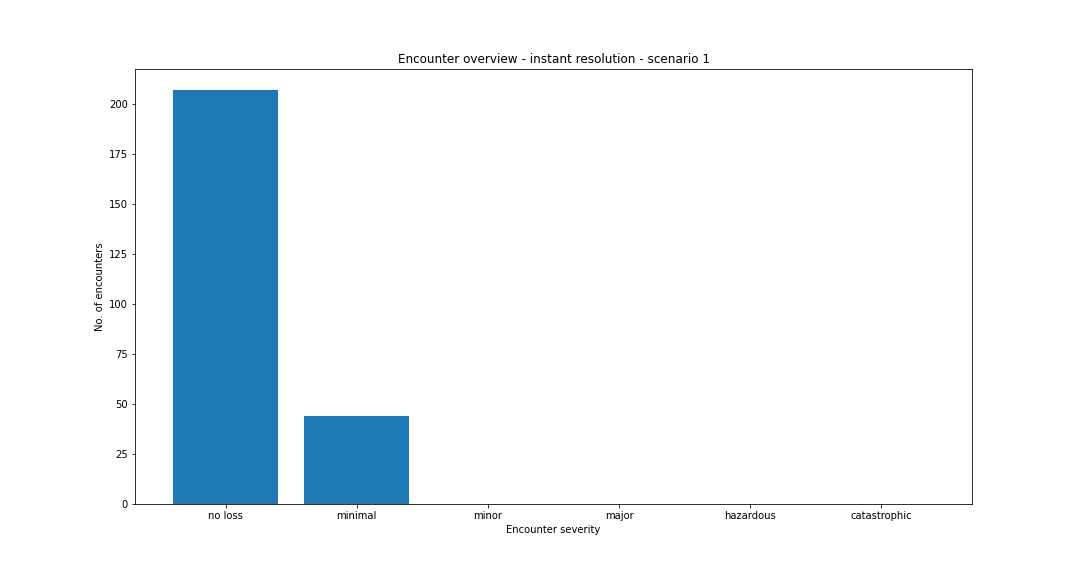 Encounter overview - instant resolution - scenario 1
200
175
150
125
100
75
50
25
0
No. of encounters
no loss minimal minor major hazardous catastrophic
Encounter severity